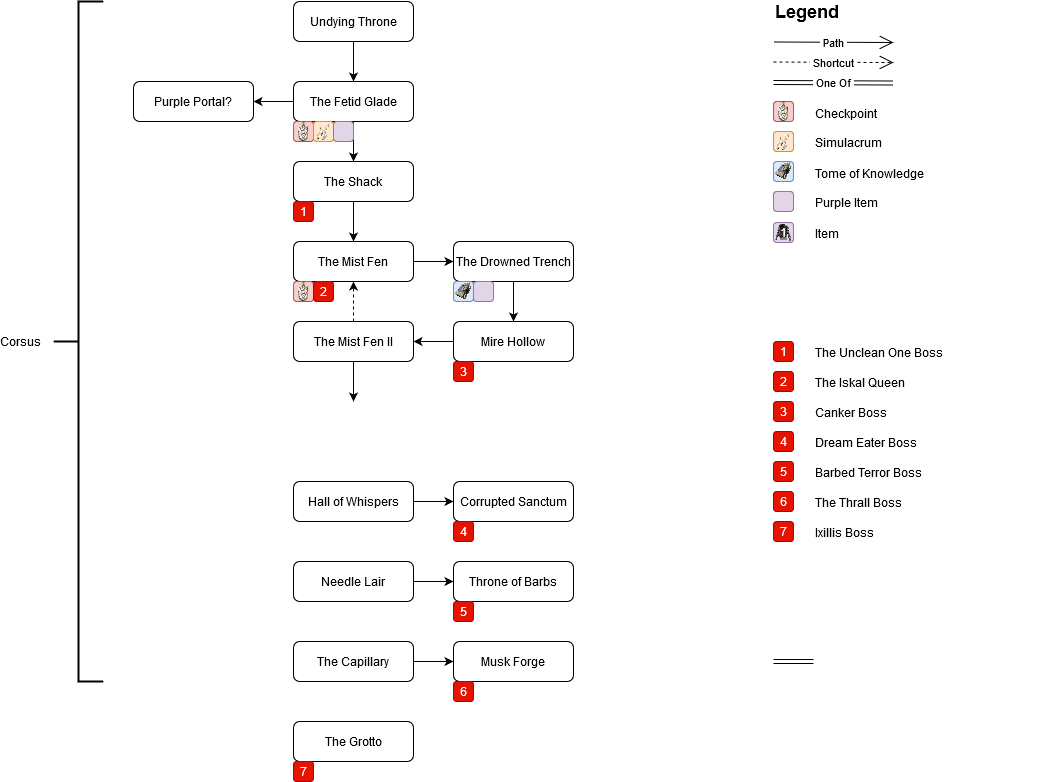 Undying Throne
Purple Portal?
The Fetid Glade
The Shack
1
The Mist Fen
The Drowned Trench
2
The Mist Fen II
Mire Hollow
3
Corsus
Hall of Whispers
Corrupted Sanctum
4
Needle Lair
Throne of Barbs
5
The Capillary
Musk Forge
6
The Grotto
7
Legend
Path
Shortcut
One Of
Checkpoint
Simulacrum
Tome of Knowledge
Purple Item
Item
1 The Unclean One Boss
2 The Iskal Queen
3 Canker Boss
4 Dream Eater Boss
5 Barbed Terror Boss
6 The Thrall Boss
7 Ixillis Boss